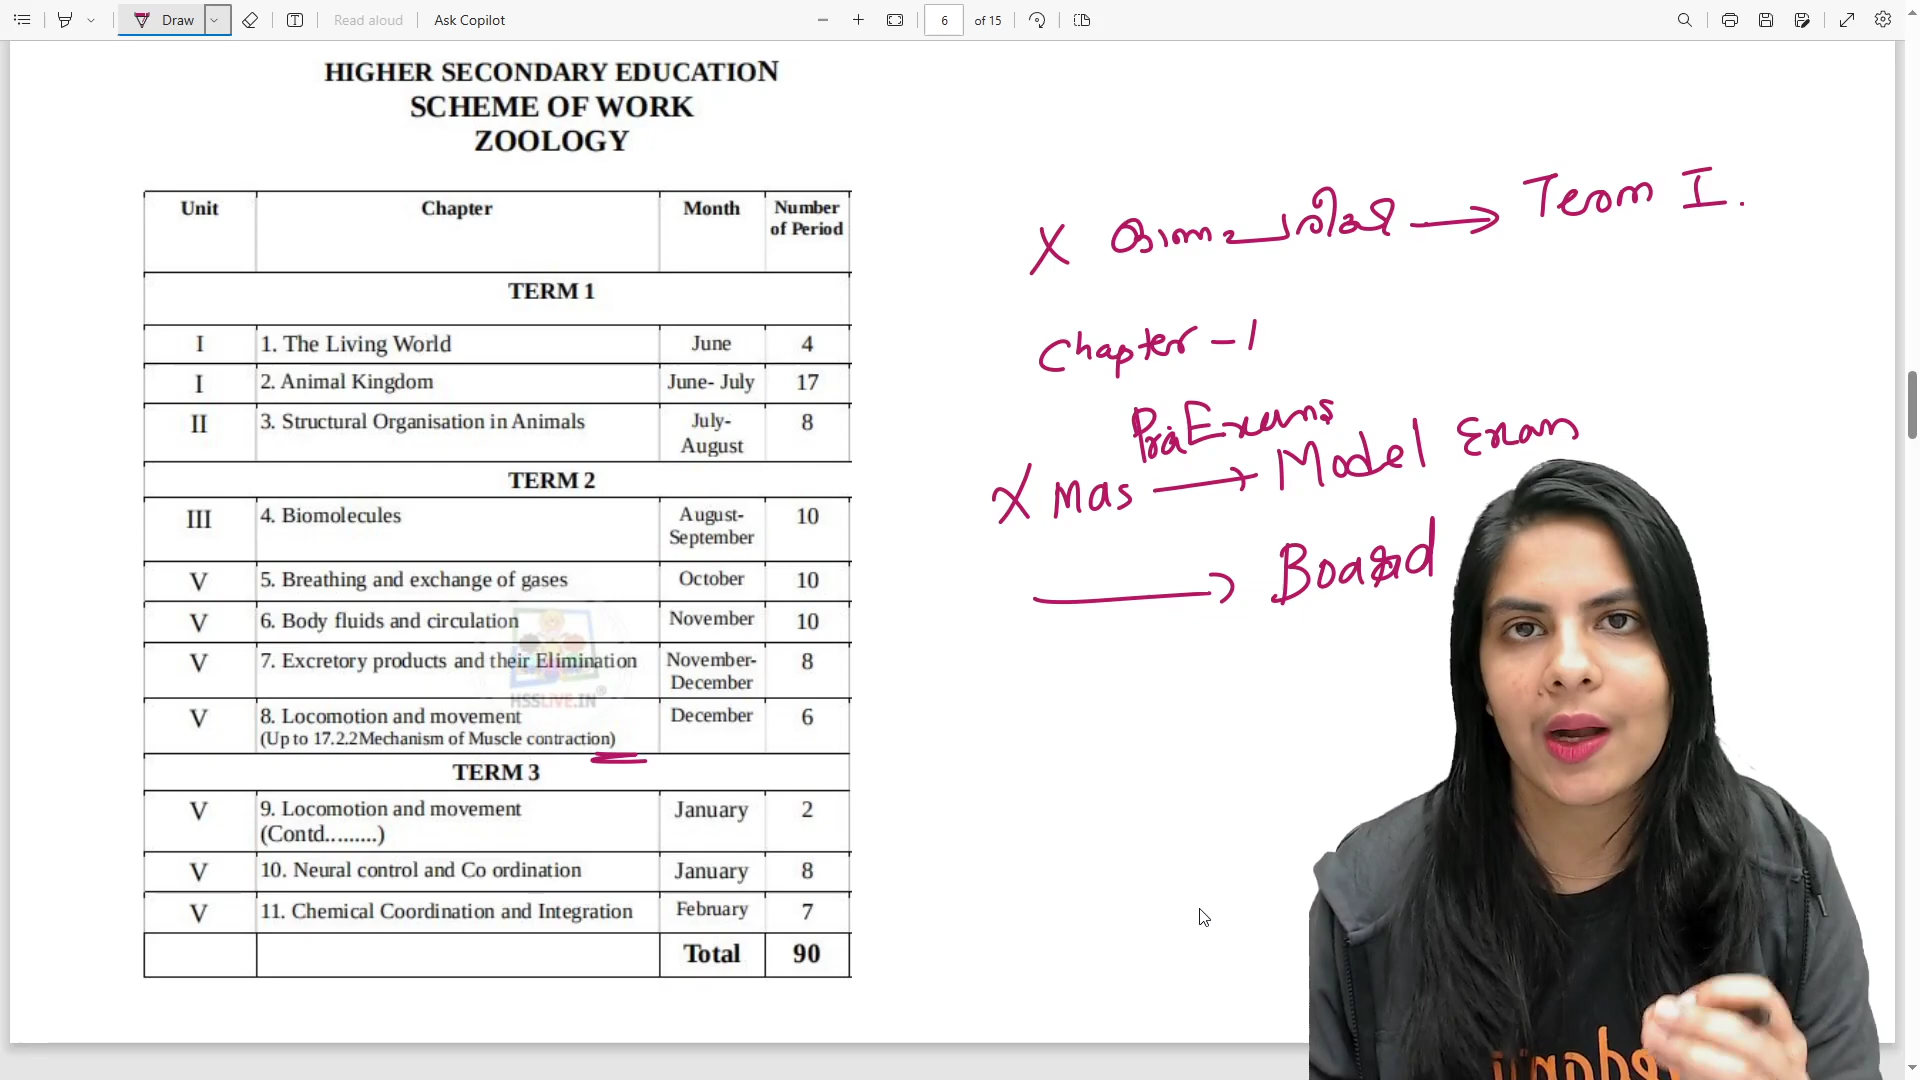 Draw
Read aloud
Ask Copilot
6
of 15
HIGHER SECONDARY EDUCATION
SCHEME OF WORK
ZOOLOGY
Unit Chapter Month Number of Period
TERM 1
I 1. The Living World June 4
I 2. Animal Kingdom June- July 17
II 3. Structural Organisation in Animals July- August 8
TERM 2
III 4. Biomolecules August- September 10
V 5. Breathing and exchange of gases October 10
V 6. Body fluids and circulation November 10
V 7. Excretory products and their Elimination November- December 8
V 8. Locomotion and movement December 6
(Up to 17.2.2Mechanism of Muscle contraction)
TERM 3
V 9. Locomotion and movement January 2
(Contd.........)
V 10. Neural control and Co ordination January 8
V 11. Chemical Coordination and Integration February 7
Total 90
HSSLIVE.IN®
X → Term I.
Chapter - 1
Exams
X mas → Model Exam
→ Board